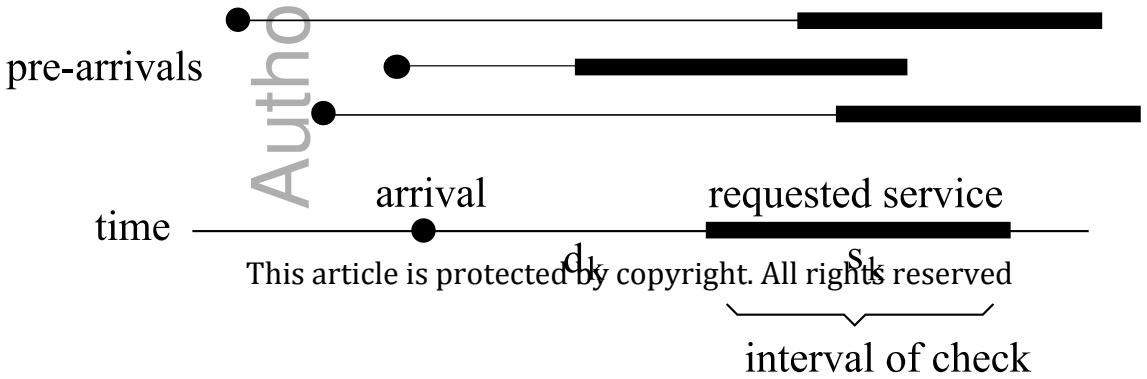 Autho
pre-arrivals
arrival
requested service
time
d_k
s_k
This article is protected by copyright. All rights reserved
interval of check